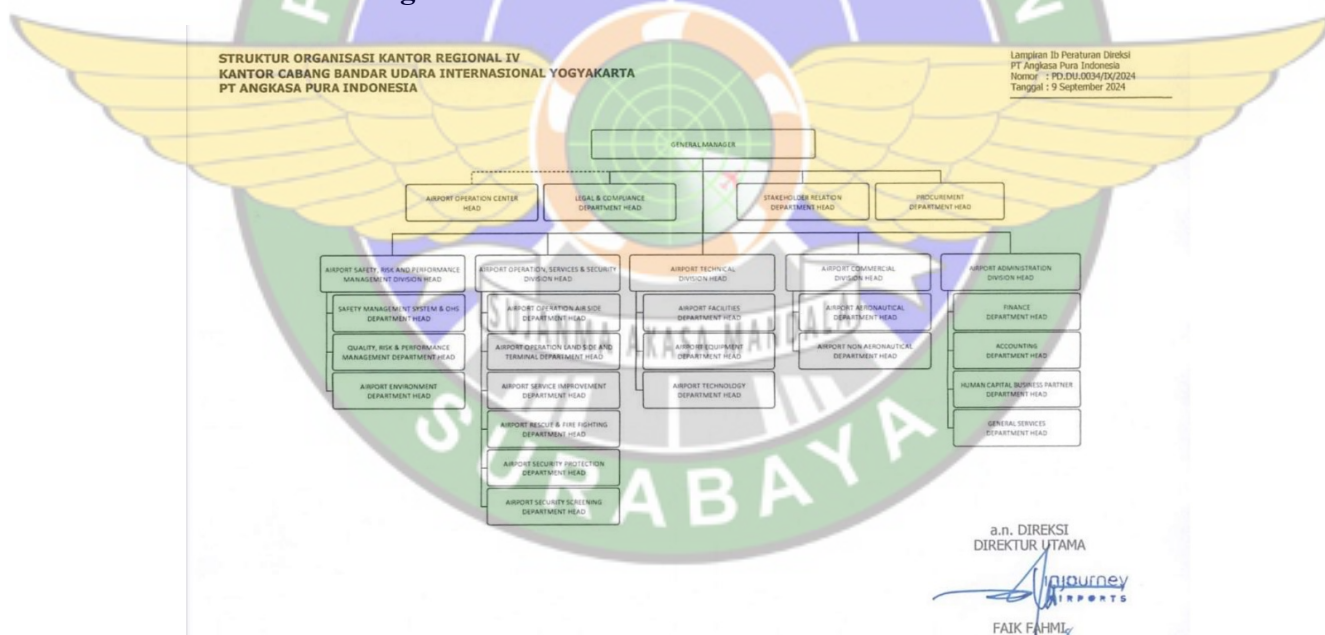 STRUKTUR ORGANISASI KANTOR REGIONAL IV
KANTOR CABANG BANDAR UDARA INTERNASIONAL YOGYAKARTA
PT ANGKASA PURA INDONESIA
Lampiran Ib Peraturan Direksi
PT Angkasa Pura Indonesia
Nomor : PD.DU.0034/IX/2024
Tanggal : 9 September 2024
GENERAL MANAGER
AIRPORT OPERATION CENTER
HEAD
LEGAL & COMPLIANCE
DEPARTMENT HEAD
STAKEHOLDER RELATION
DEPARTMENT HEAD
PROCUREMENT
DEPARTMENT HEAD
AIRPORT SAFETY, RISK AND PERFORMANCE
MANAGEMENT DIVISION HEAD
SAFETY MANAGEMENT SYSTEM & OHS
DEPARTMENT HEAD
QUALITY, RISK & PERFORMANCE
MANAGEMENT DEPARTMENT HEAD
AIRPORT ENVIRONMENT
DEPARTMENT HEAD
AIRPORT OPERATION, SERVICES & SECURITY
DIVISION HEAD
AIRPORT OPERATION AIR SIDE
DEPARTMENT HEAD
AIRPORT OPERATION LAND SIDE AND
TERMINAL DEPARTMENT HEAD
AIRPORT SERVICE IMPROVEMENT
DEPARTMENT HEAD
AIRPORT RESCUE & FIRE FIGHTING
DEPARTMENT HEAD
AIRPORT SECURITY PROTECTION
DEPARTMENT HEAD
AIRPORT SECURITY SCREENING
DEPARTMENT HEAD
AIRPORT TECHNICAL
DIVISION HEAD
AIRPORT FACILITIES
DEPARTMENT HEAD
AIRPORT EQUIPMENT
DEPARTMENT HEAD
AIRPORT TECHNOLOGY
DEPARTMENT HEAD
AIRPORT COMMERCIAL
DIVISION HEAD
AIRPORT AERONAUTICAL
DEPARTMENT HEAD
AIRPORT NON AERONAUTICAL
DEPARTMENT HEAD
AIRPORT ADMINISTRATION
DIVISION HEAD
FINANCE
DEPARTMENT HEAD
ACCOUNTING
DEPARTMENT HEAD
HUMAN CAPITAL BUSINESS PARTNER
DEPARTMENT HEAD
GENERAL SERVICES
DEPARTMENT HEAD
SURABAYA
a.n. DIREKSI
DIREKTUR UTAMA
injourney
AIRPORTS
FAIK FAHMI